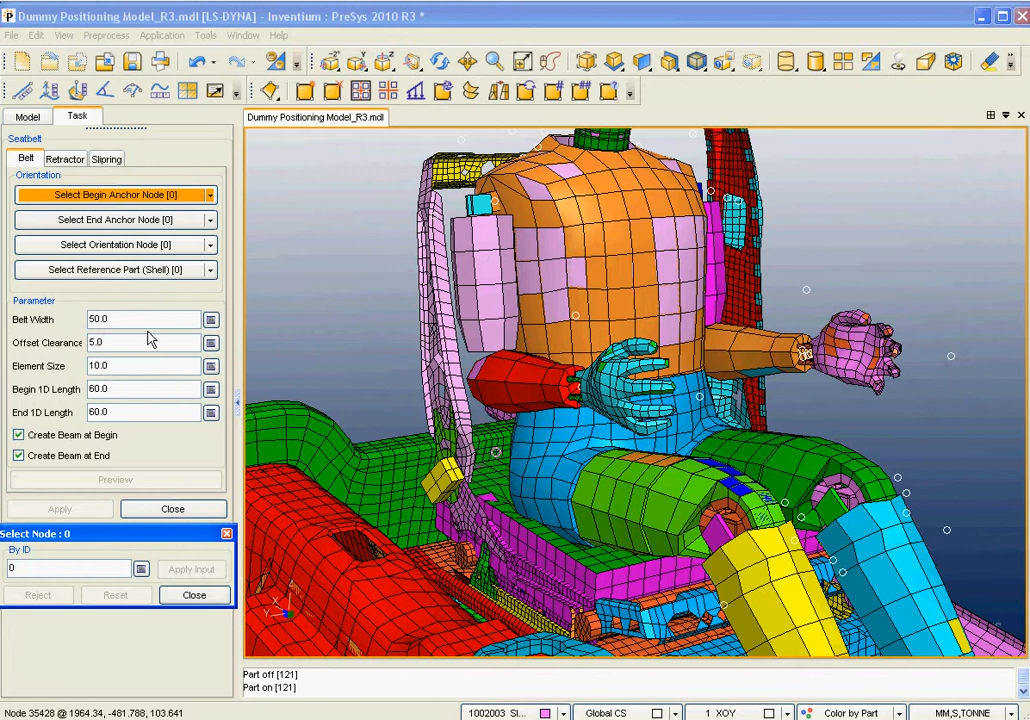 Dummy Positioning Model_R3.mdl [LS-DYNA] - Inventium : PreSys 2010 R3 *
File Edit View Preprocess Application Tools Window Help
Model Task
Dummy Positioning Model_R3.mdl
Seatbelt
Belt Retractor Slipring
Orientation
Select Begin Anchor Node [0]
Select End Anchor Node [0]
Select Orientation Node [0]
Select Reference Part (Shell) [0]
Parameter
Belt Width 50.0
Offset Clearance 5.0
Element Size 10.0
Begin 1D Length 60.0
End 1D Length 60.0
Create Beam at Begin
Create Beam at End
Preview
Apply Close
Select Node : 0
By ID
0 Apply Input
Reject Reset Close
X
Y
Part off [121]
Part on [121]
Node 35428 @ 1964.34, -481.788, 103.641
1002003 SI... Global CS 1 XOY Color by Part MM,S,TONNE